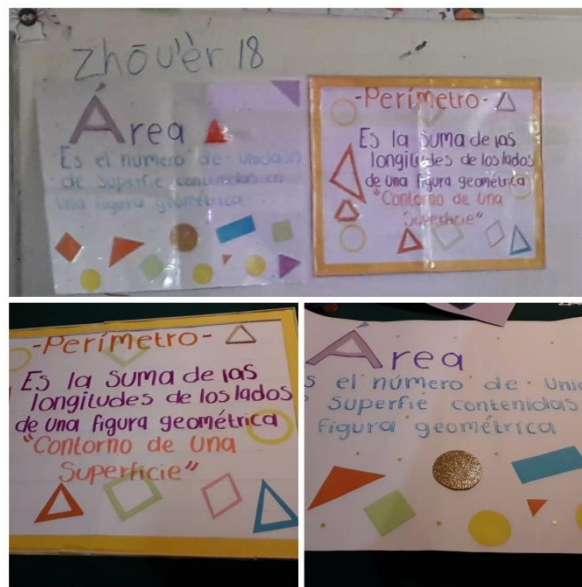 Zhōu'èr 18
Área
Es el número de unidades
de Superfie contenidas en
una figura geométrica
-Perímetro-
Es la Suma de las
longitudes de los lados
de una figura geométrica
"Contorno de Una
Superficie"
-Perímetro-
Es la Suma de las
longitudes de los lados
de una figura geométrica
"Contorno de Una
Superficie"
Área
s el número de Unid
Superfie contenidas
figura geométrica